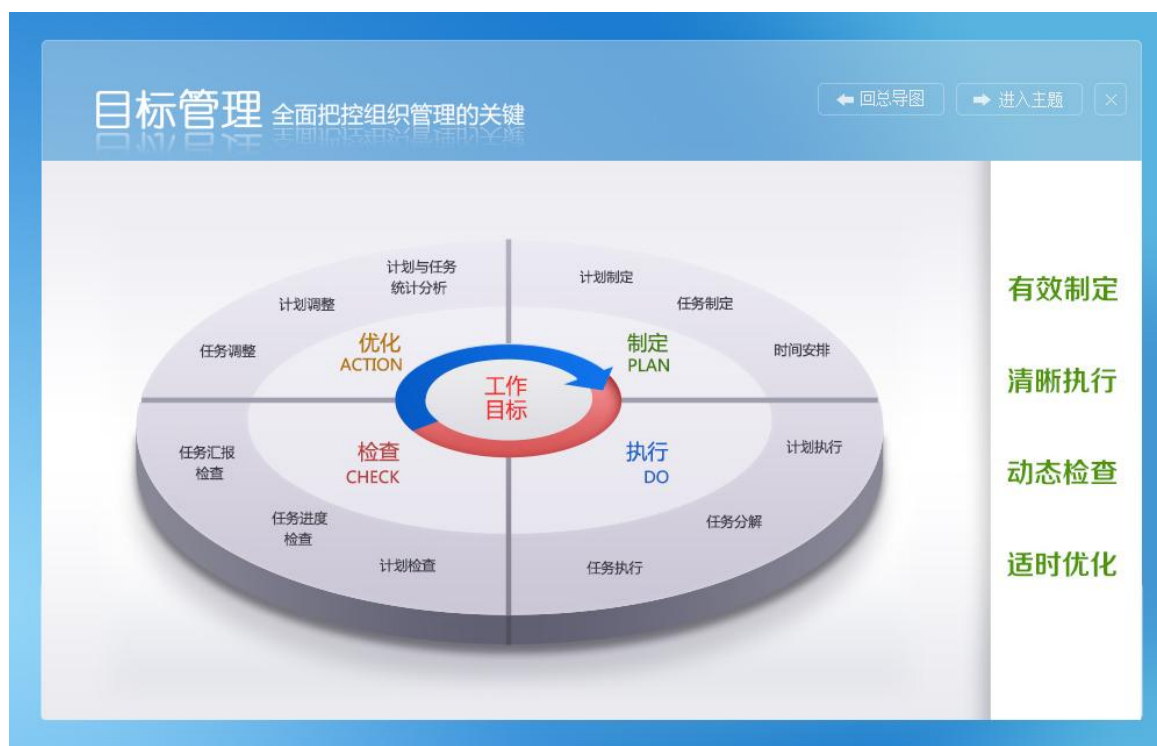 目标管理 全面把控组织管理的关键
回总导图
进入主题
计划与任务
统计分析
计划调整
任务调整
优化
ACTION
计划制定
任务制定
时间安排
制定
PLAN
工作
目标
检查
CHECK
任务汇报
检查
任务进度
检查
计划检查
执行
DO
计划执行
任务分解
任务执行
有效制定
清晰执行
动态检查
适时优化